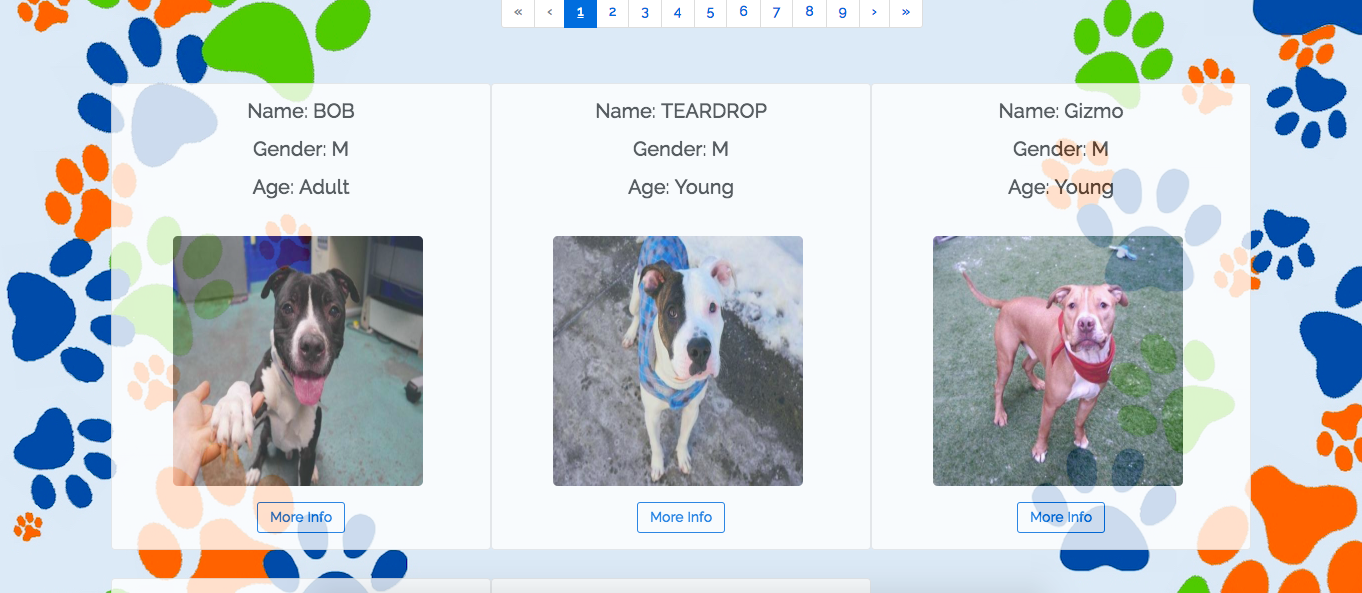 « ‹ 1 2 3 4 5 6 7 8 9 › »
Name: BOB
Gender: M
Age: Adult
More Info
Name: TEARDROP
Gender: M
Age: Young
More Info
Name: Gizmo
Gender: M
Age: Young
More Info